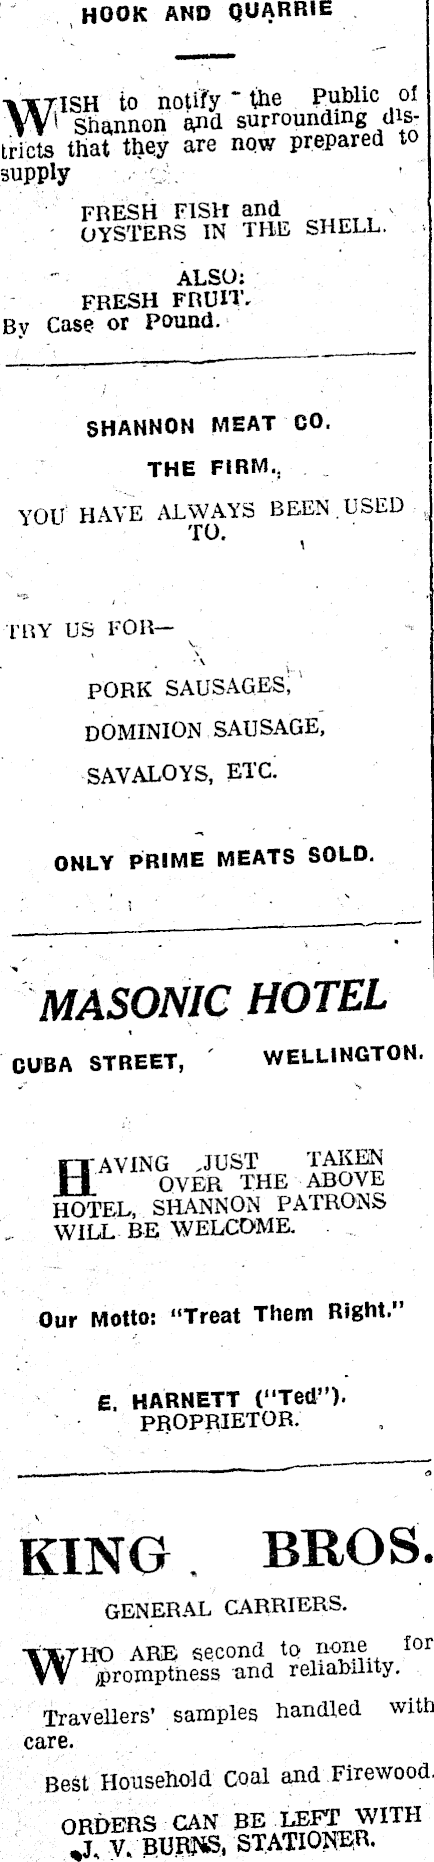 HOOK AND QUARRIE
WISH to notify the Public of
Shannon and surrounding dis-
tricts that they are now prepared to
supply
FRESH FISH and
OYSTERS IN THE SHELL.
ALSO:
FRESH FRUIT.
By Case or Pound.
SHANNON MEAT CO.
THE FIRM.
YOU HAVE ALWAYS BEEN USED
TO.
TRY US FOR—
PORK SAUSAGES,
DOMINION SAUSAGE,
SAVALOYS, ETC.
ONLY PRIME MEATS SOLD.
MASONIC HOTEL
CUBA STREET, WELLINGTON.
HAVING JUST TAKEN
OVER THE ABOVE
HOTEL, SHANNON PATRONS
WILL BE WELCOME.
Our Motto: "Treat Them Right."
E. HARNETT ("Ted").
PROPRIETOR.
KING BROS.
GENERAL CARRIERS.
WHO ARE second to none for
promptness and reliability.
Travellers' samples handled with
care.
Best Household Coal and Firewood.
ORDERS CAN BE LEFT WITH
J. V. BURNS, STATIONER.